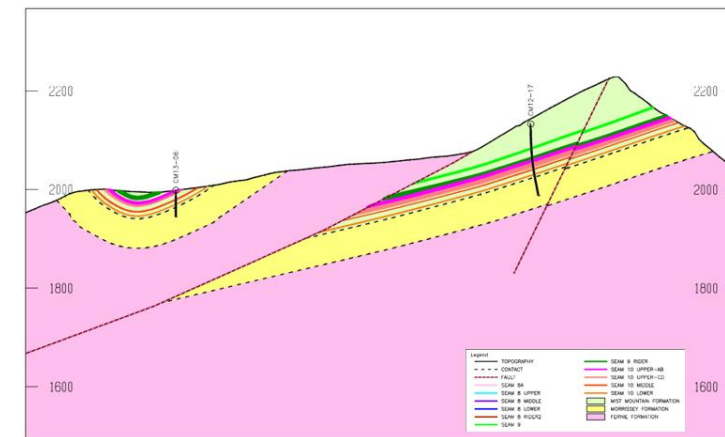 2200
2200
CM12-17
CM13-06
2000
2000
1800
1800
1600
1600
Legend
TOPOGRAPHY
CONTACT
FAULT
SEAM 8A
SEAM 8 UPPER
SEAM 8 MIDDLE
SEAM 8 LOWER
SEAM 8 RIDER2
SEAM 9
SEAM 9 RIDER
SEAM 10 UPPER-AB
SEAM 10 UPPER-CD
SEAM 10 MIDDLE
SEAM 10 LOWER
MIST MOUNTAIN FORMATION
MORRISSEY FORMATION
FERNIE FORMATION